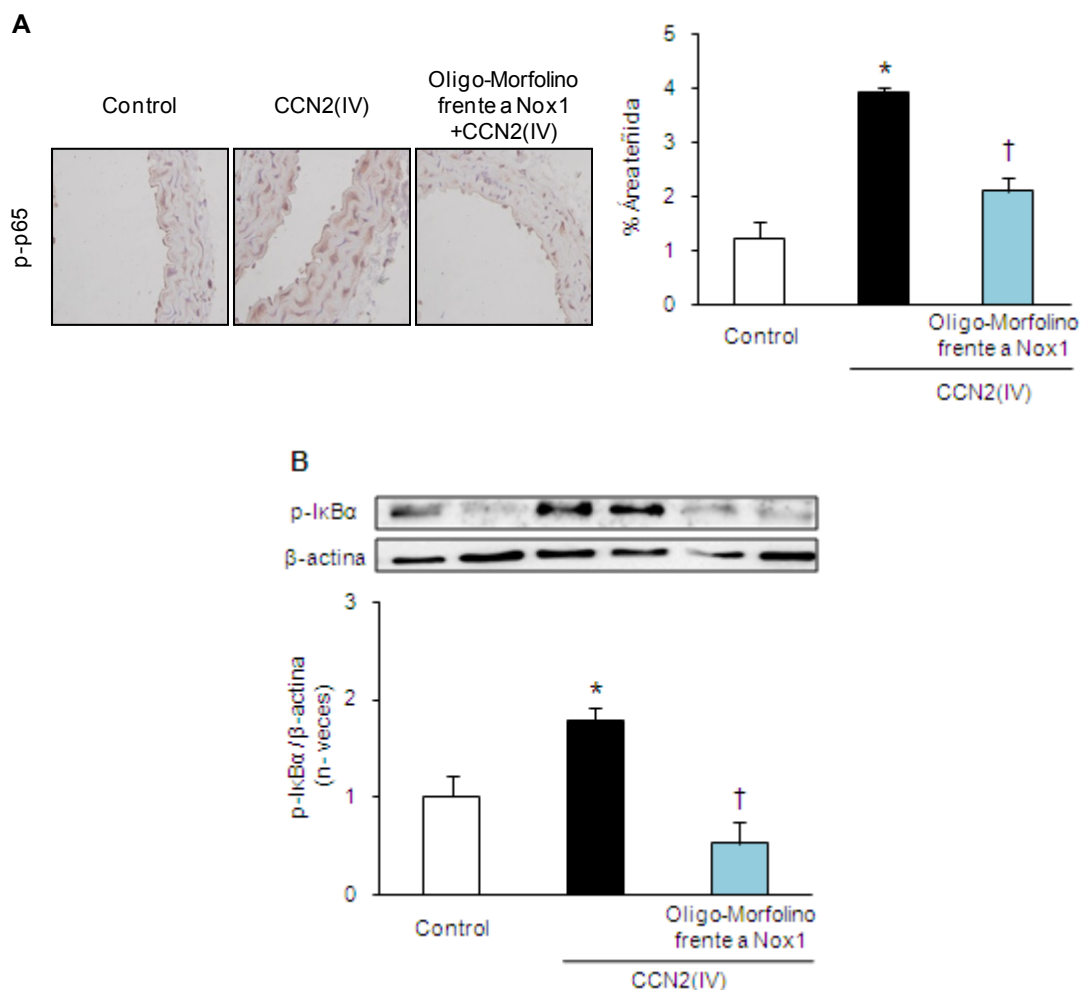 A
Control
CCN2(IV)
Oligo-Morfolino
frente a Nox1
+CCN2(IV)
p-p65
% Área teñida
5
4
3
2
1
0
*
†
Control
Oligo-Morfolino
frente a Nox1
CCN2(IV)
B
p-IκBα
β-actina
p-IκBα/β-actina
(n- veces)
3
2
1
0
*
†
Control
Oligo-Morfolino
frente a Nox1
CCN2(IV)